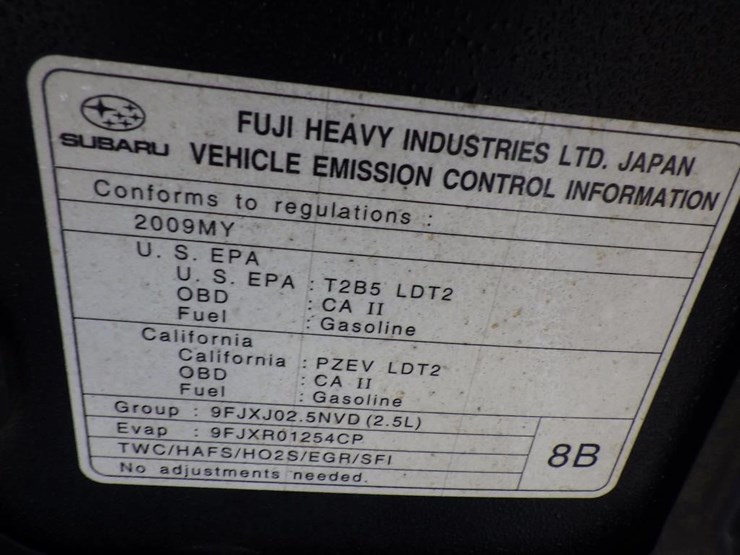 SUBARU
FUJI HEAVY INDUSTRIES LTD. JAPAN
VEHICLE EMISSION CONTROL INFORMATION
Conforms to regulations :
2009MY
U. S. EPA
U. S. EPA : T2B5 LDT2
OBD : CA II
Fuel : Gasoline
California
California : PZEV LDT2
OBD : CA II
Fuel : Gasoline
Group : 9FJXJ02.5NVD (2.5L)
Evap : 9FJXR01254CP
TWC/HAFS/HO2S/EGR/SFI
No adjustments needed.
8B